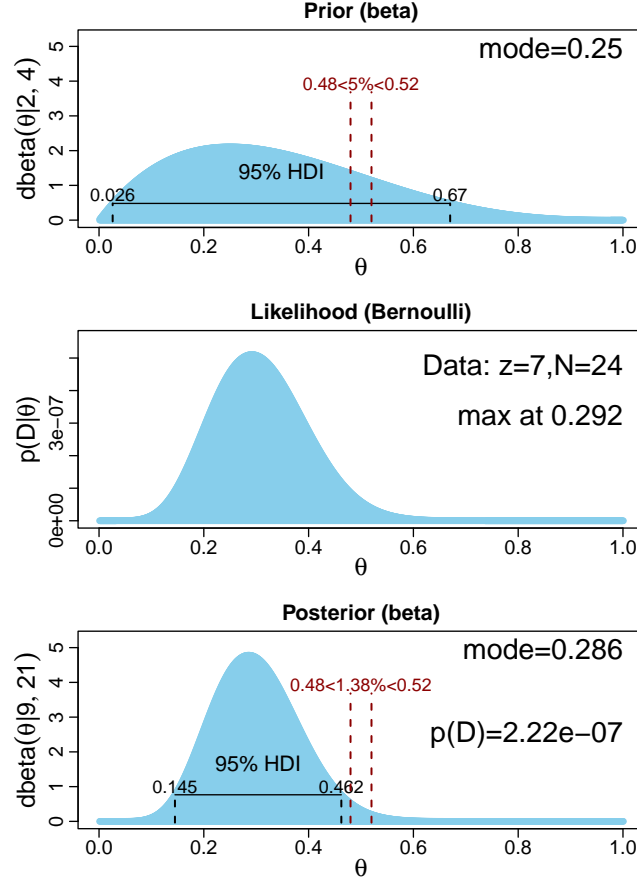 Prior (beta)
mode=0.25
0.48<5%<0.52
95% HDI
0.026
0.67
dbeta(θ|2, 4)
0 1 2 3 4 5
0.0 0.2 0.4 0.6 0.8 1.0
θ
Likelihood (Bernoulli)
Data: z=7,N=24
max at 0.292
p(D|θ)
0e+00 3e−07
0.0 0.2 0.4 0.6 0.8 1.0
θ
Posterior (beta)
mode=0.286
0.48<1.38%<0.52
p(D)=2.22e−07
95% HDI
0.145
0.462
dbeta(θ|9, 21)
0 1 2 3 4 5
0.0 0.2 0.4 0.6 0.8 1.0
θ